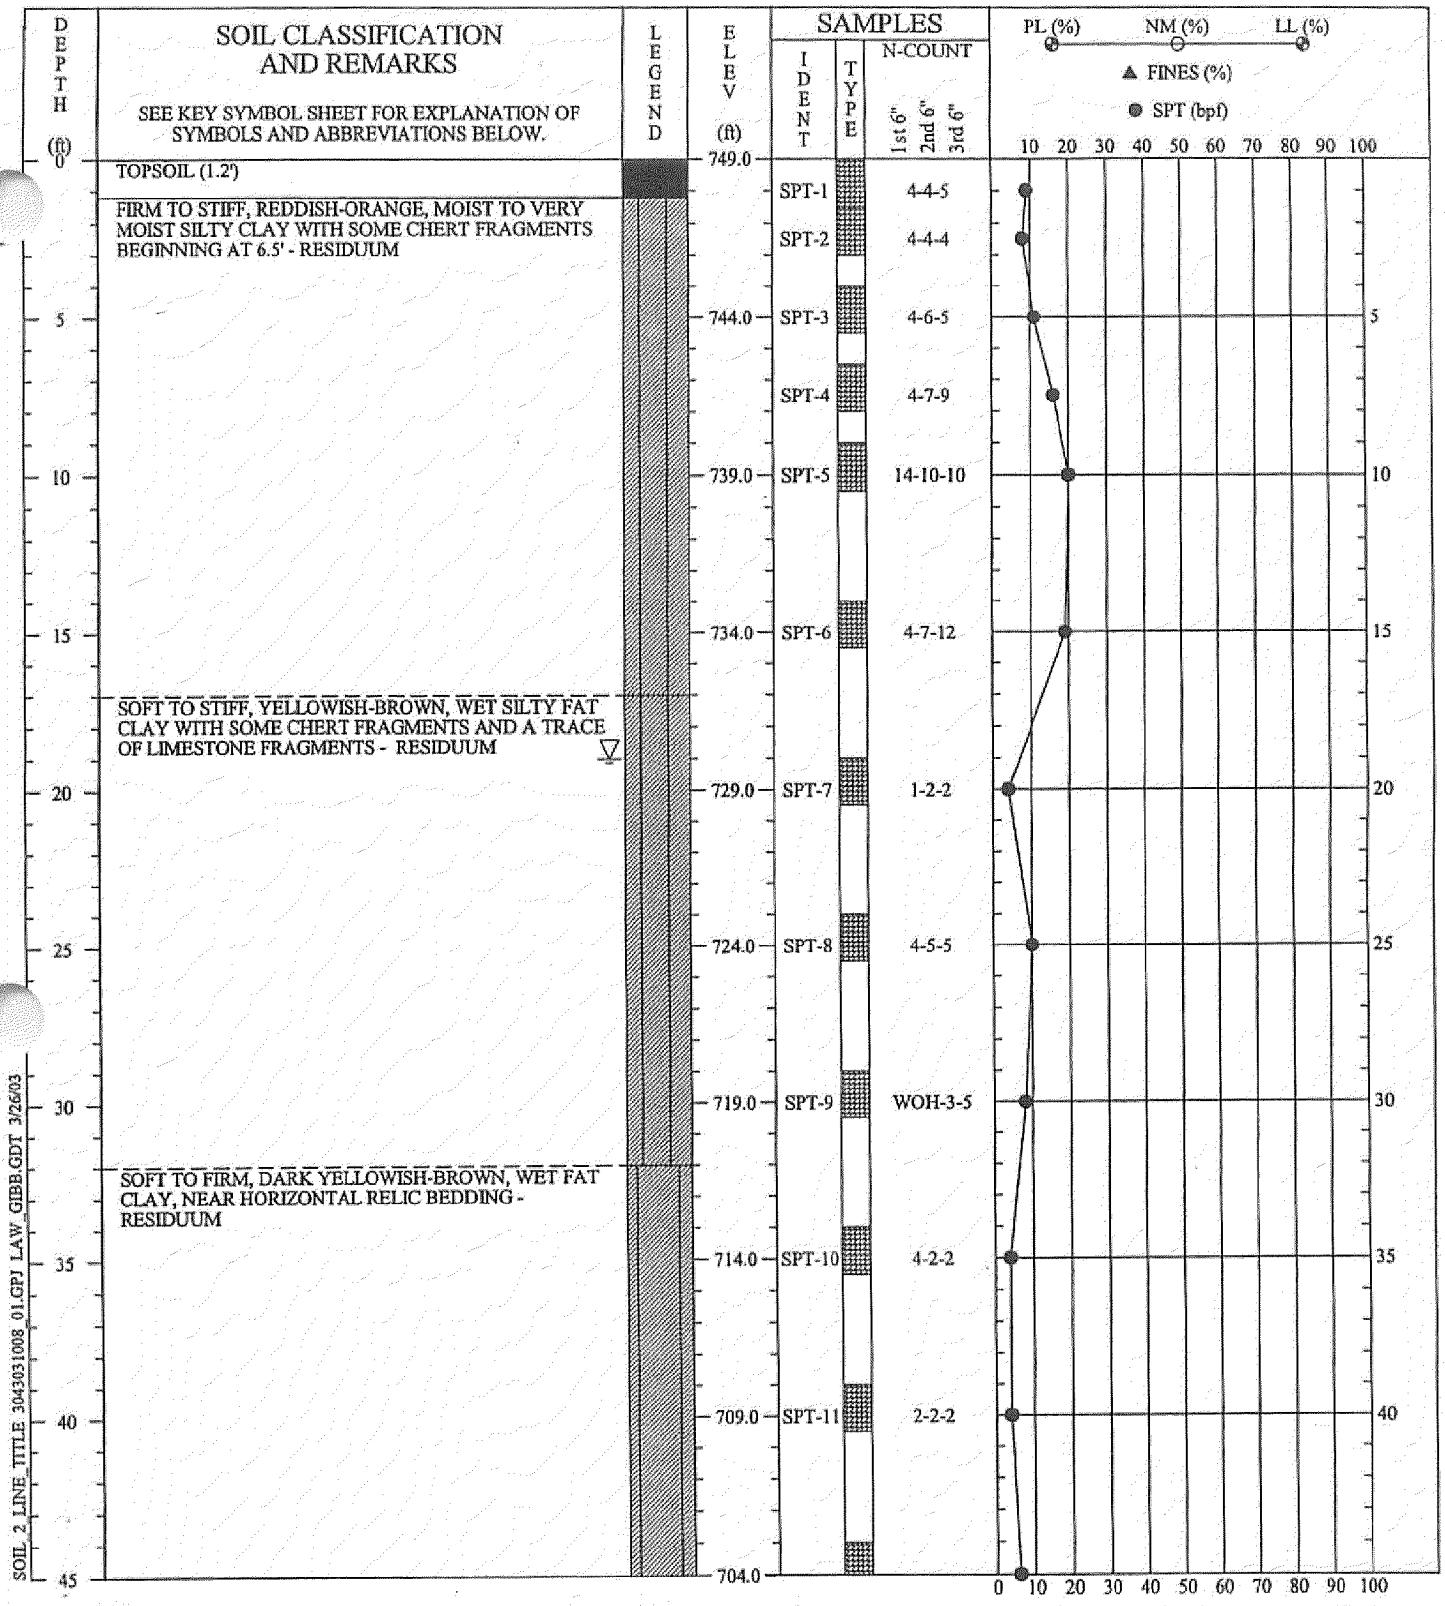 DEPTH
(ft)
SOIL CLASSIFICATION
AND REMARKS
SEE KEY SYMBOL SHEET FOR EXPLANATION OF
SYMBOLS AND ABBREVIATIONS BELOW.
LEGEND
ELEV
(ft)
SAMPLES
IDENT
TYPE
N-COUNT
1st 6"
2nd 6"
3rd 6"
PL (%) NM (%) LL (%)
▲ FINES (%)
● SPT (bpf)
10 20 30 40 50 60 70 80 90 100
0 749.0
TOPSOIL (1.2')
SPT-1 4-4-5
FIRM TO STIFF, REDDISH-ORANGE, MOIST TO VERY
MOIST SILTY CLAY WITH SOME CHERT FRAGMENTS
BEGINNING AT 6.5' - RESIDUUM
SPT-2 4-4-4
5 744.0 SPT-3 4-6-5 5
SPT-4 4-7-9
10 739.0 SPT-5 14-10-10 10
15 734.0 SPT-6 4-7-12 15
SOFT TO STIFF, YELLOWISH-BROWN, WET SILTY FAT
CLAY WITH SOME CHERT FRAGMENTS AND A TRACE
OF LIMESTONE FRAGMENTS - RESIDUUM
20 729.0 SPT-7 1-2-2 20
25 724.0 SPT-8 4-5-5 25
30 719.0 SPT-9 WOH-3-5 30
SOFT TO FIRM, DARK YELLOWISH-BROWN, WET FAT
CLAY, NEAR HORIZONTAL RELIC BEDDING -
RESIDUUM
35 714.0 SPT-10 4-2-2 35
40 709.0 SPT-11 2-2-2 40
45 704.0
0 10 20 30 40 50 60 70 80 90 100
SOIL_2_LINE_TITLE 3043031008_01.GPJ LAW_GIBB.GDT 3/26/03